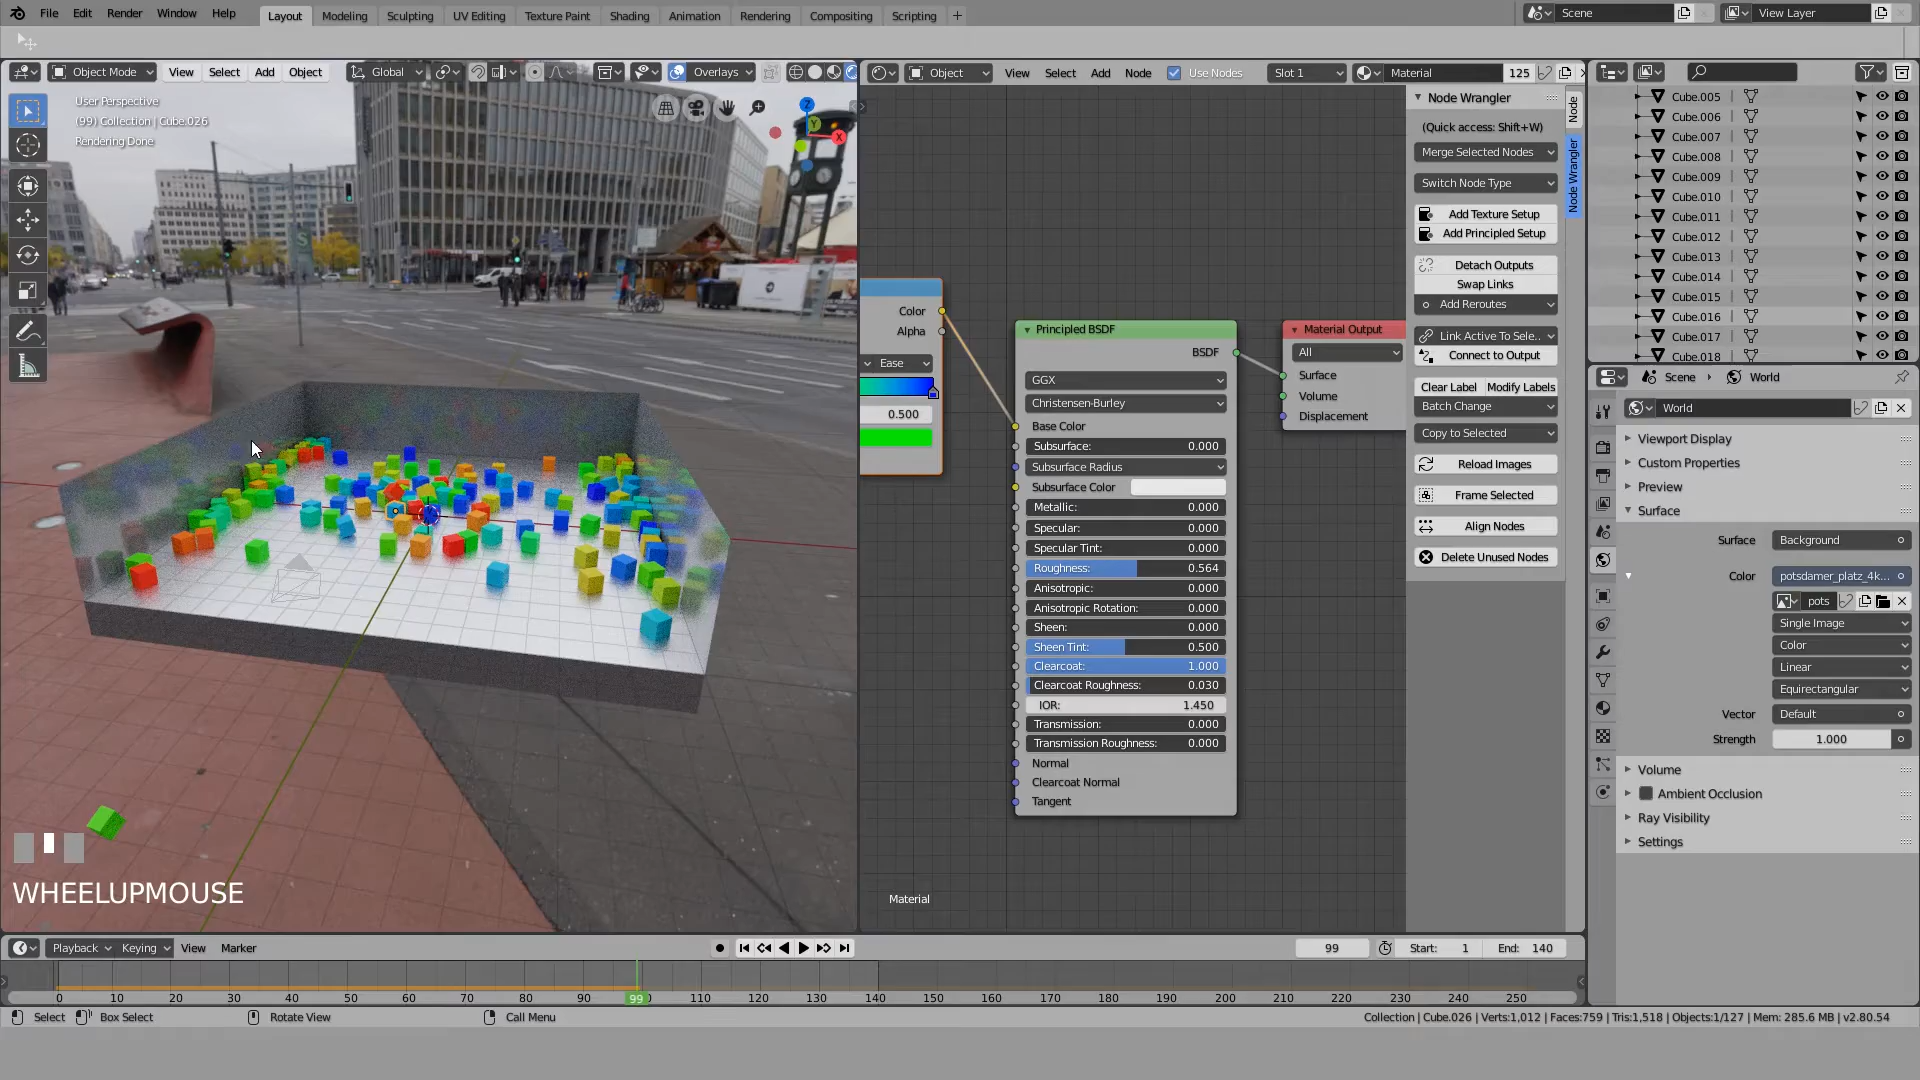 File Edit Render Window Help Layout Modeling Sculpting UV Editing Texture Paint Shading Animation Rendering Compositing Scripting + Scene View Layer
Object Mode View Select Add Object Global Overlays
Object View Select Add Node Use Nodes Slot 1 Material 125
User Perspective
(99) Collection | Cube.026
Rendering Done
Z
Y
X
WHEELUPMOUSE
Color
Alpha
Ease
0.500
Principled BSDF
BSDF
GGX
Christensen-Burley
Base Color
Subsurface: 0.000
Subsurface Radius
Subsurface Color
Metallic: 0.000
Specular: 0.000
Specular Tint: 0.000
Roughness: 0.564
Anisotropic: 0.000
Anisotropic Rotation: 0.000
Sheen: 0.000
Sheen Tint: 0.500
Clearcoat: 1.000
Clearcoat Roughness: 0.030
IOR: 1.450
Transmission: 0.000
Transmission Roughness: 0.000
Normal
Clearcoat Normal
Tangent
Material Output
All
Surface
Volume
Displacement
Material
Node Wrangler
(Quick access: Shift+W)
Merge Selected Nodes
Switch Node Type
Add Texture Setup
Add Principled Setup
Detach Outputs
Swap Links
Add Reroutes
Link Active To Sele..
Connect to Output
Clear Label Modify Labels
Batch Change
Copy to Selected
Reload Images
Frame Selected
Align Nodes
Delete Unused Nodes
Node
Node Wrangler
Cube.005
Cube.006
Cube.007
Cube.008
Cube.009
Cube.010
Cube.011
Cube.012
Cube.013
Cube.014
Cube.015
Cube.016
Cube.017
Cube.018
Scene World
World
Viewport Display
Custom Properties
Preview
Surface
Surface Background
Color potsdamer_platz_4k...
pots
Single Image
Color
Linear
Equirectangular
Vector Default
Strength 1.000
Volume
Ambient Occlusion
Ray Visibility
Settings
Playback Keying View Marker 99 Start: 1 End: 140
0 10 20 30 40 50 60 70 80 90 99 0 110 120 130 140 150 160 170 180 190 200 210 220 230 240 250
Select Box Select Rotate View Call Menu Collection | Cube.026 | Verts:1,012 | Faces:759 | Tris:1,518 | Objects:1/127 | Mem: 285.6 MB | v2.80.54